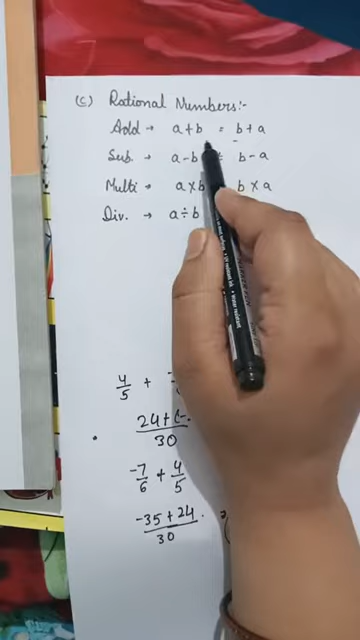 (c) Rational Numbers:-
Add → a + b = b + a
Sub. → a - b b - a
Multi → a × b b × a
Div. → a ÷ b
4/5 +
24 + (-
30
-7/6 + 4/5
-35 + 24
30